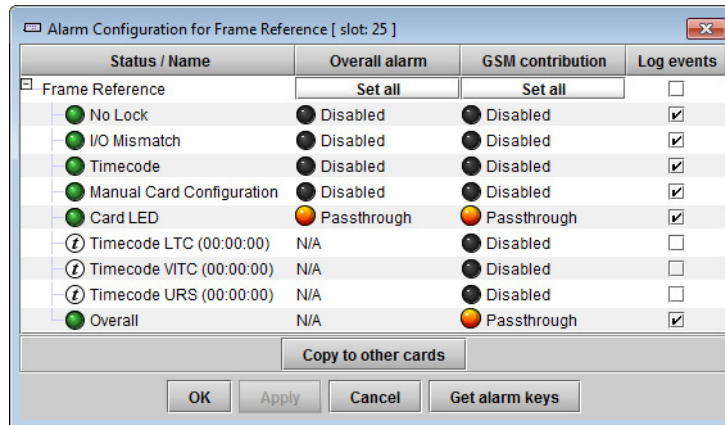 Alarm Configuration for Frame Reference [ slot: 25 ]
Status / Name Overall alarm GSM contribution Log events
Frame Reference Set all Set all
No Lock Disabled Disabled
I/O Mismatch Disabled Disabled
Timecode Disabled Disabled
Manual Card Configuration Disabled Disabled
Card LED Passthrough Passthrough
t Timecode LTC (00:00:00) N/A Disabled
t Timecode VITC (00:00:00) N/A Disabled
t Timecode URS (00:00:00) N/A Disabled
Overall N/A Passthrough
Copy to other cards
OK Apply Cancel Get alarm keys